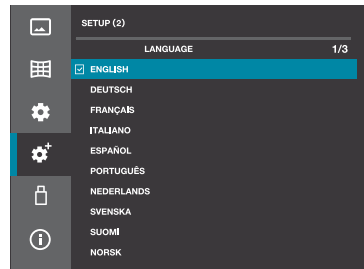 SETUP (2)
LANGUAGE 1/3
ENGLISH
DEUTSCH
FRANÇAIS
ITALIANO
ESPAÑOL
PORTUGUÊS
NEDERLANDS
SVENSKA
SUOMI
NORSK